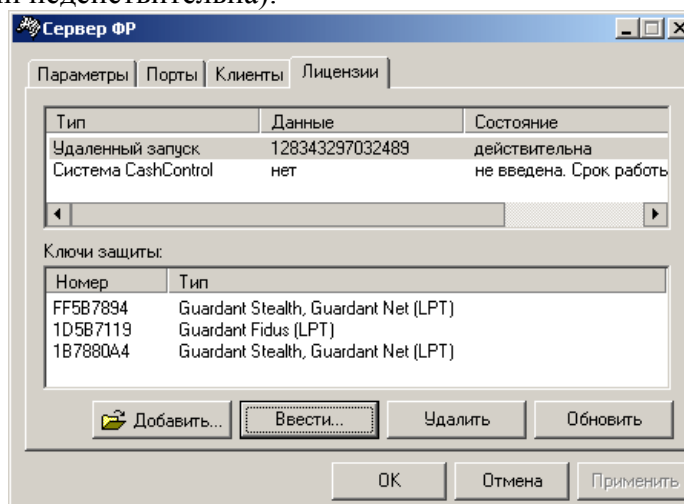 и недействительна).
Сервер ФР
Параметры Порты Клиенты Лицензии
Тип Данные Состояние
Удаленный запуск 128343297032489 действительна
Система CashControl нет не введена. Срок работь
Ключи защиты:
Номер Тип
FF5B7894 Guardant Stealth, Guardant Net (LPT)
1D5B7119 Guardant Fidus (LPT)
1B7880A4 Guardant Stealth, Guardant Net (LPT)
Добавить... Ввести... Удалить Обновить
OK Отмена Применить